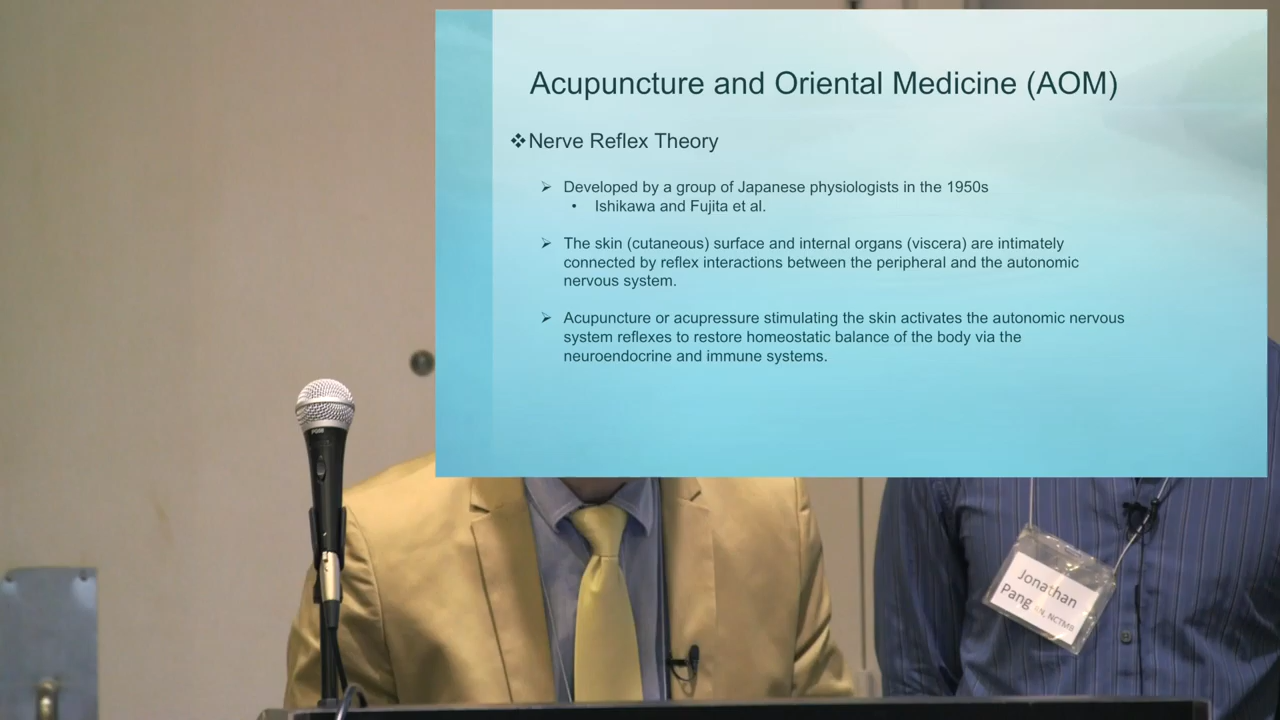 Acupuncture and Oriental Medicine (AOM)
❖Nerve Reflex Theory
➢ Developed by a group of Japanese physiologists in the 1950s
• Ishikawa and Fujita et al.
➢ The skin (cutaneous) surface and internal organs (viscera) are intimately
connected by reflex interactions between the peripheral and the autonomic
nervous system.
➢ Acupuncture or acupressure stimulating the skin activates the autonomic nervous
system reflexes to restore homeostatic balance of the body via the
neuroendocrine and immune systems.
Jonathan
Pang NCTMB